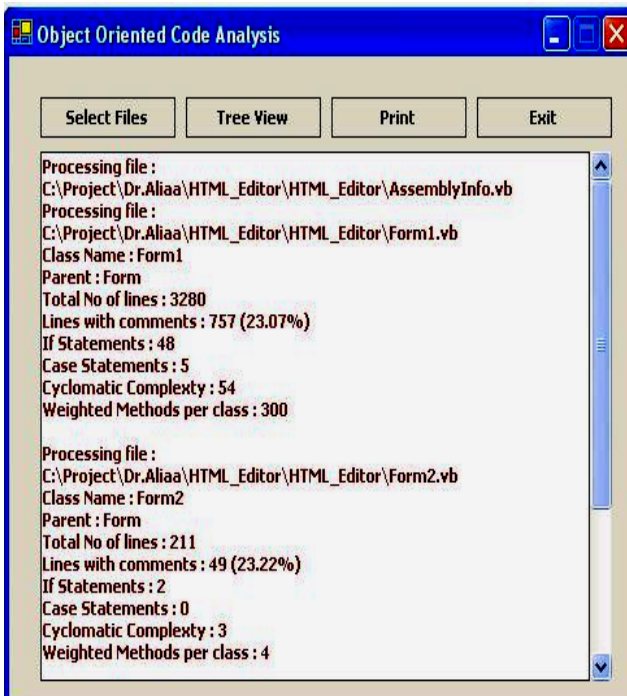 Object Oriented Code Analysis
Select Files Tree View Print Exit
Processing file :
C:\Project\Dr.Aliaa\HTML_Editor\HTML_Editor\AssemblyInfo.vb
Processing file :
C:\Project\Dr.Aliaa\HTML_Editor\HTML_Editor\Form1.vb
Class Name : Form1
Parent : Form
Total No of lines : 3280
Lines with comments : 757 (23.07%)
If Statements : 48
Case Statements : 5
Cyclomatic Complexty : 54
Weighted Methods per class : 300
Processing file :
C:\Project\Dr.Aliaa\HTML_Editor\HTML_Editor\Form2.vb
Class Name : Form2
Parent : Form
Total No of lines : 211
Lines with comments : 49 (23.22%)
If Statements : 2
Case Statements : 0
Cyclomatic Complexty : 3
Weighted Methods per class : 4